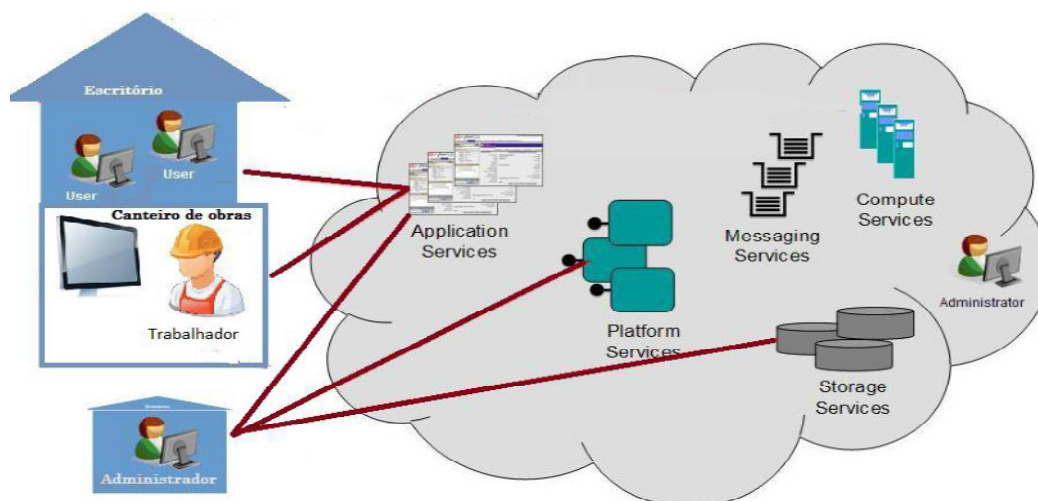 Escritório
User
User
Canteiro de obras
Trabalhador
Administrador
Application
Services
Platform
Services
Messaging
Services
Compute
Services
Administrator
Storage
Services